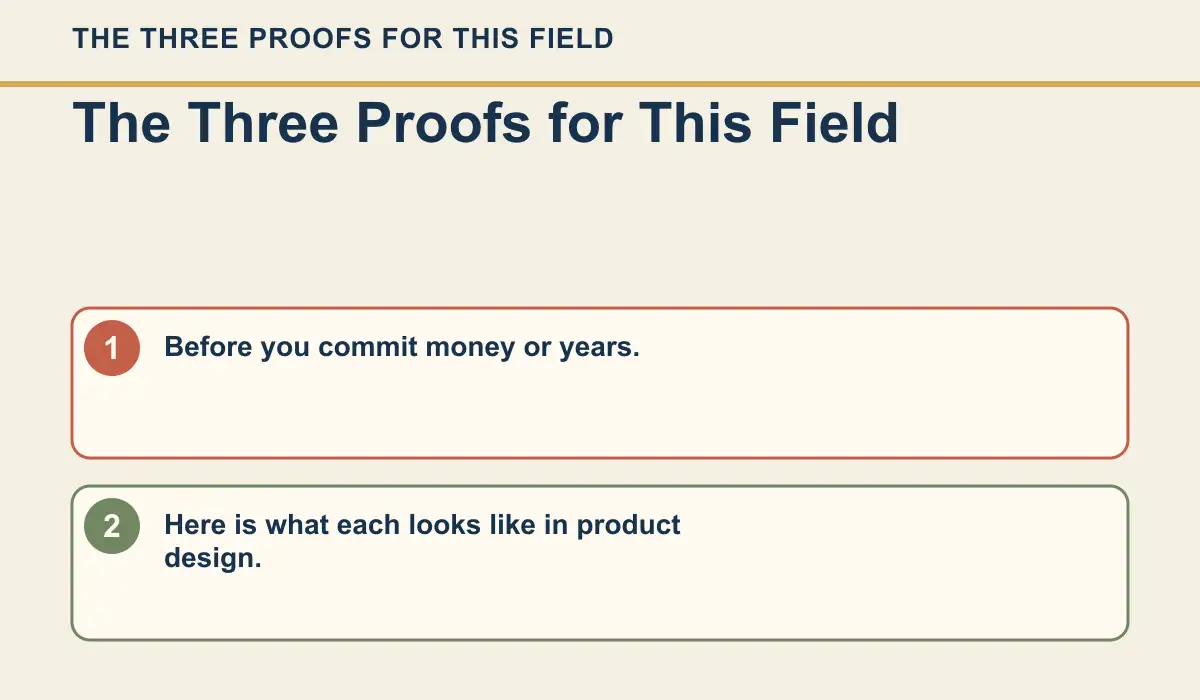 THE THREE PROOFS FOR THIS FIELD
The Three Proofs for This Field
1
Before you commit money or years.
2
Here is what each looks like in product
design.